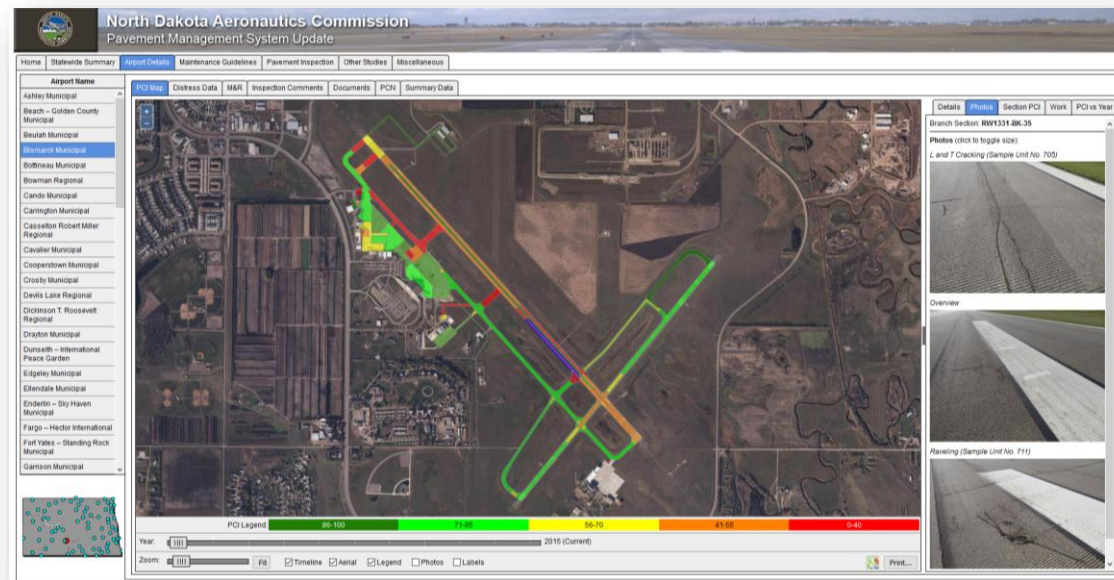 North Dakota Aeronautics Commission
Pavement Management System Update
Home Statewide Summary Airport Details Maintenance Guidelines Pavement Inspection Other Studies Miscellaneous
Airport Name
Ashley Municipal
Beach – Golden County
Municipal
Beulah Municipal
Bismarck Municipal
Bottineau Municipal
Bowman Regional
Cando Municipal
Carrington Municipal
Casselton Robert Miller
Regional
Cavalier Municipal
Cooperstown Municipal
Crosby Municipal
Devils Lake Regional
Dickinson T. Roosevelt
Regional
Drayton Municipal
Dunseith – International
Peace Garden
Edgeley Municipal
Ellendale Municipal
Enderlin – Sky Haven
Municipal
Fargo – Hector International
Fort Yates – Standing Rock
Municipal
Garrison Municipal
PCI Map Distress Data M&R Inspection Comments Documents PCN Summary Data
PCI Legend: 86-100 71-85 56-70 41-55 0-40
Year: 2015 (Current)
Zoom: Fit Timeline Aerial Legend Photos Labels Print...
Details Photos Section PCI Work PCI vs Year
Branch Section: RW1331-BK-35
Photos (click to toggle size):
L and T Cracking (Sample Unit No. 705)
Overview
Raveling (Sample Unit No. 711)